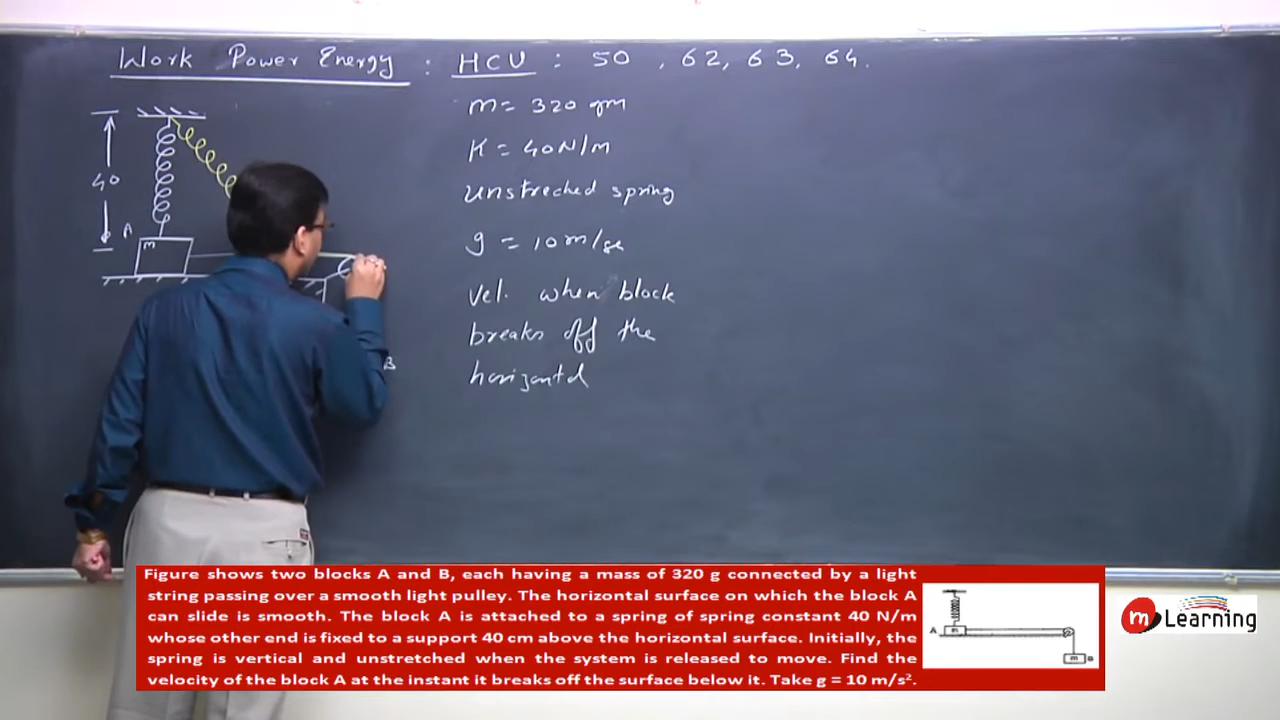 Work Power Energy : HCU : 50 , 62, 63, 64.
m = 320 gm
K = 40N/m
Unstreched spring
g = 10m/se
Vel. when block
breaks off the
horizontal
40
A
m
B
Figure shows two blocks A and B, each having a mass of 320 g connected by a light
string passing over a smooth light pulley. The horizontal surface on which the block A
can slide is smooth. The block A is attached to a spring of spring constant 40 N/m
whose other end is fixed to a support 40 cm above the horizontal surface. Initially, the
spring is vertical and unstretched when the system is released to move. Find the
velocity of the block A at the instant it breaks off the surface below it. Take g = 10 m/s².
A
m
m
B
m Learning